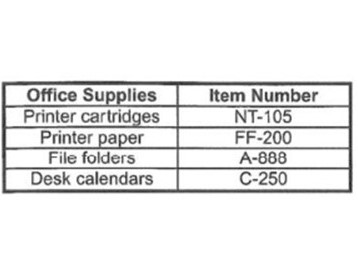 Office Supplies Item Number
Printer cartridges NT-105
Printer paper FF-200
File folders A-888
Desk calendars C-250